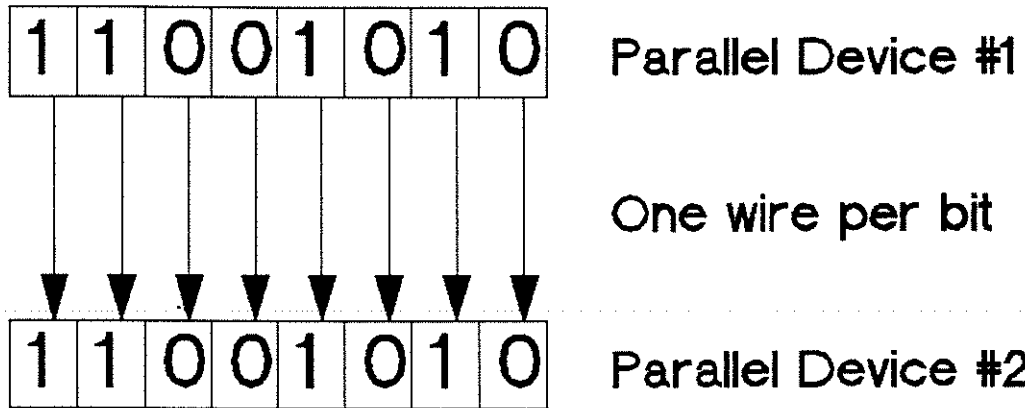 1 1 0 0 1 0 1 0 Parallel Device #1
One wire per bit
1 1 0 0 1 0 1 0 Parallel Device #2